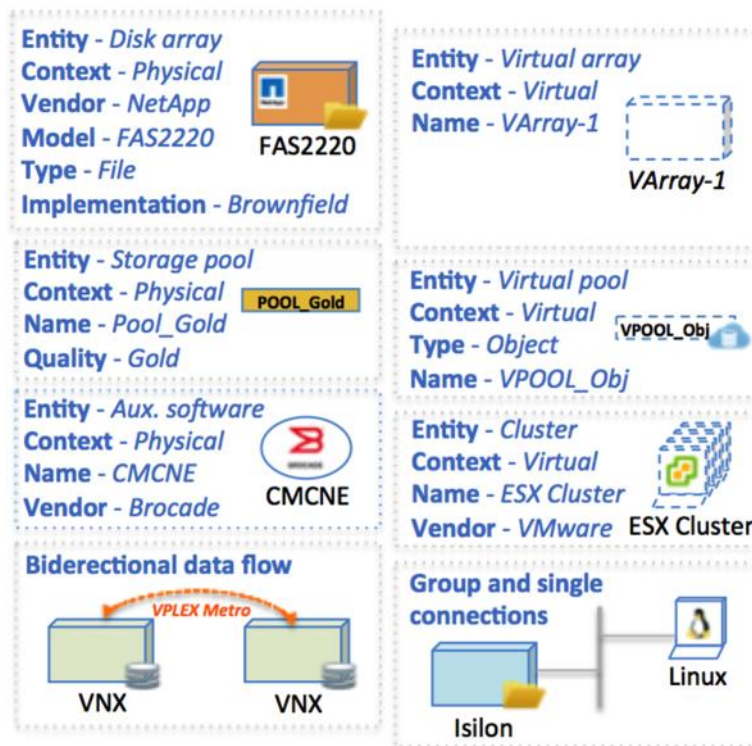 Entity - Disk array
Context - Physical
Vendor - NetApp
Model - FAS2220
Type - File
Implementation - Brownfield
FAS2220
Entity - Virtual array
Context - Virtual
Name - VArray-1
VArray-1
Entity - Storage pool
Context - Physical
Name - Pool_Gold
Quality - Gold
POOL_Gold
Entity - Virtual pool
Context - Virtual
Type - Object
Name - VPOOL_Obj
VPOOL_Obj
Entity - Aux. software
Context - Physical
Name - CMCNE
Vendor - Brocade
BROCADE
CMCNE
Entity - Cluster
Context - Virtual
Name - ESX Cluster
Vendor - VMware
ESX Cluster
Biderectional data flow
VPLEX Metro
VNX
VNX
Group and single
connections
Linux
Isilon